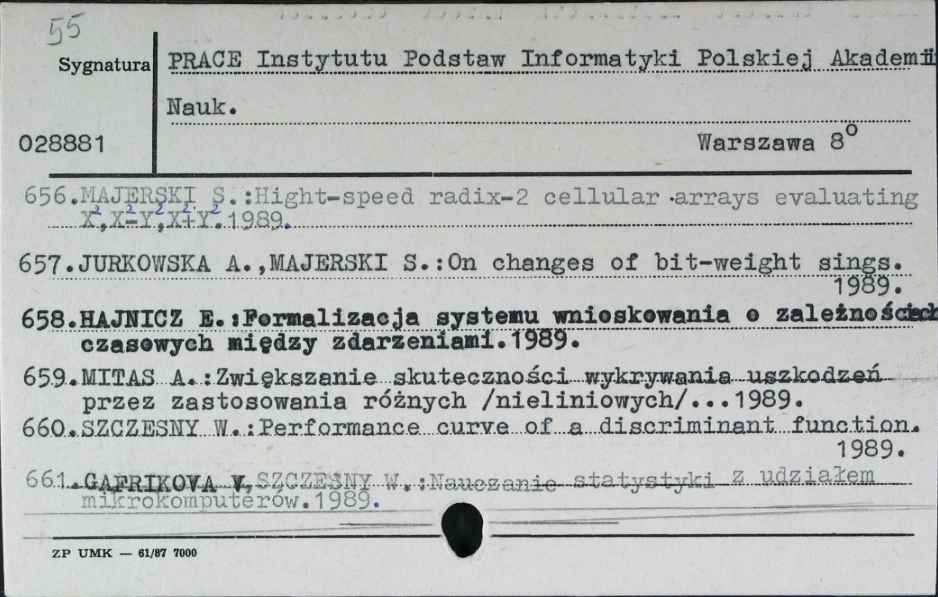 55
Sygnatura
PRACE Instytutu Podstaw Informatyki Polskiej Akademii
Nauk.
028881
Warszawa 8°
656.MAJERSKI S.:Hight-speed radix-2 cellular arrays evaluating
X²,X²-Y²,X²+Y².1989.
657.JURKOWSKA A.,MAJERSKI S.:On changes of bit-weight sings.
1989.
658.HAJNICZ E.:Formalizacja systemu wnioskowania o zależnościach
czasowych między zdarzeniami.1989.
659.MITAS A.:Zwiększanie skuteczności wykrywania uszkodzeń
przez zastosowania różnych /nieliniowych/...1989.
660.SZCZESNY W.:Performance curve of a discriminant function.
1989.
661.GAFRIKOVA V,SZCZESNY W.:Nauczanie statystyki z udziałem
mikrokomputerów.1989.
ZP UMK — 61/87 7000